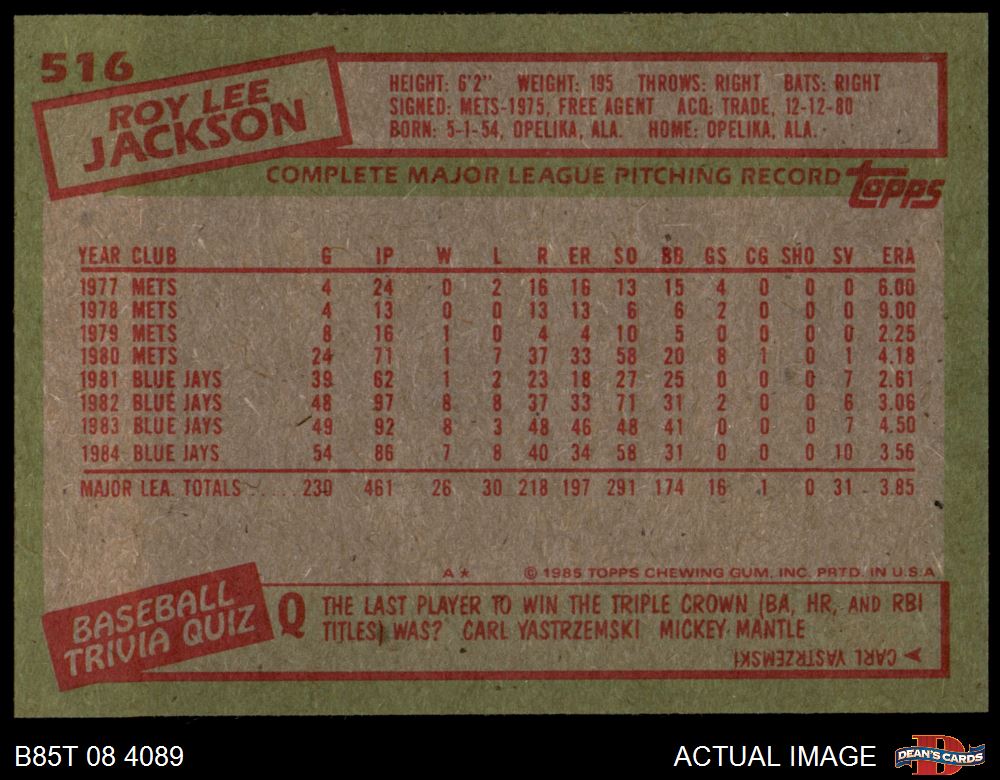 516
ROY LEE
JACKSON
HEIGHT: 6'2" WEIGHT: 195 THROWS: RIGHT BATS: RIGHT
SIGNED: METS-1975, FREE AGENT ACQ: TRADE, 12-12-80
BORN: 5-1-54, OPELIKA, ALA. HOME: OPELIKA, ALA.
COMPLETE MAJOR LEAGUE PITCHING RECORD topps
YEAR CLUB G IP W L R ER SO BB GS CG SHO SV ERA
1977 METS 4 24 0 2 16 16 13 15 4 0 0 0 6.00
1978 METS 4 13 0 0 13 13 6 6 2 0 0 0 9.00
1979 METS 8 16 1 0 4 4 10 5 0 0 0 0 2.25
1980 METS 24 71 1 7 37 33 58 20 8 1 0 1 4.18
1981 BLUE JAYS 39 62 1 2 23 18 27 25 0 0 0 7 2.61
1982 BLUE JAYS 48 97 8 8 37 33 71 31 2 0 0 6 3.06
1983 BLUE JAYS 49 92 8 3 48 46 48 41 0 0 0 7 4.50
1984 BLUE JAYS 54 86 7 8 40 34 58 31 0 0 0 10 3.56
MAJOR LEA. TOTALS ..... 230 461 26 30 218 197 291 174 16 1 0 31 3.85
A* © 1985 TOPPS CHEWING GUM, INC. PRTD. IN U.S.A
BASEBALL
TRIVIA QUIZ
Q THE LAST PLAYER TO WIN THE TRIPLE CROWN (BA, HR, AND RBI
TITLES) WAS? CARL YASTRZEMSKI MICKEY MANTLE
CARL YASTRZEMSKI
B85T 08 4089
ACTUAL IMAGE
D
DEAN'S CARDS